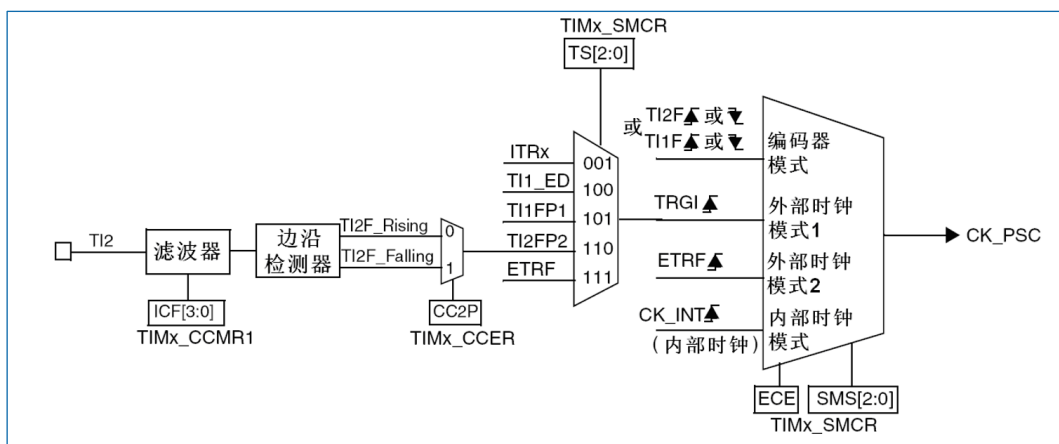 TIMx_SMCR
TS[2:0]
TI2
滤波器
ICF[3:0]
TIMx_CCMR1
边沿
检测器
TI2F_Rising
TI2F_Falling
0
1
CC2P
TIMx_CCER
ITRx
TI1_ED
TI1FP1
TI2FP2
ETRF
001
100
101
110
111
或
TI2F 或
TI1F 或
编码器
模式
TRGI
外部时钟
模式1
ETRF
外部时钟
模式2
CK_INT
(内部时钟)
内部时钟
模式
CK_PSC
ECE
SMS[2:0]
TIMx_SMCR